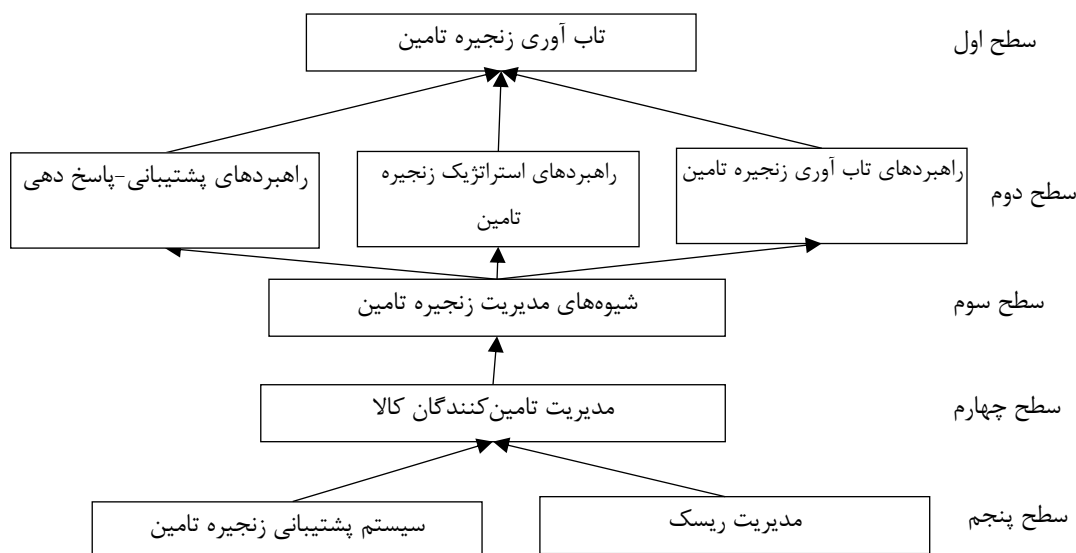 تاب آوری زنجیره تامین
سطح اول
راهبردهای تاب آوری زنجیره تامین
راهبردهای استراتژیک زنجیره
تامین
راهبردهای پشتیبانی-پاسخ دهی
سطح دوم
شیوه‌های مدیریت زنجیره تامین
سطح سوم
مدیریت تامین‌کنندگان کالا
سطح چهارم
مدیریت ریسک
سیستم پشتیبانی زنجیره تامین
سطح پنجم